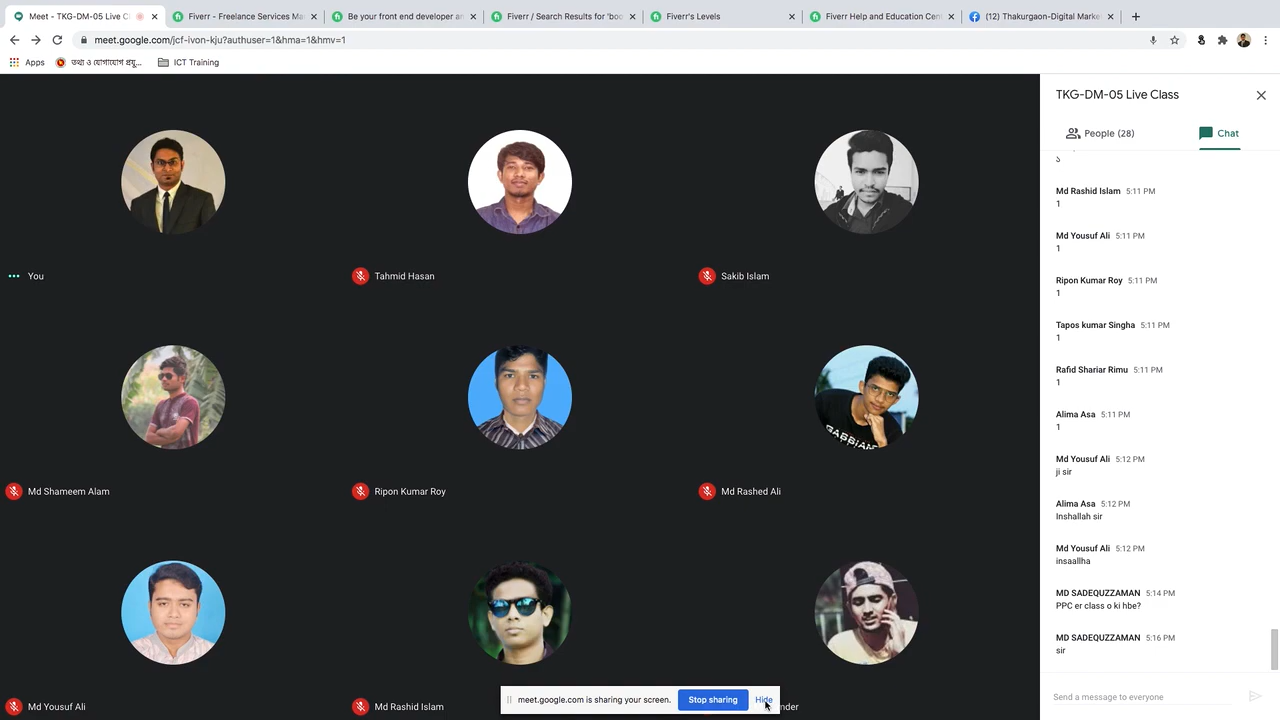 Meet - TKG-DM-05 Live Cl
Fiverr - Freelance Services Ma
Be your front end developer an
Fiverr / Search Results for 'boo
Fiverr's Levels
Fiverr Help and Education Cen
(12) Thakurgaon-Digital Marke
meet.google.com/jcf-ivon-kju?authuser=1&hma=1&hmv=1
Apps
তথ্য ও যোগাযোগ প্রযু...
ICT Training
TKG-DM-05 Live Class
People (28)
Chat
১
Md Rashid Islam 5:11 PM
1
Md Yousuf Ali 5:11 PM
1
Ripon Kumar Roy 5:11 PM
1
Tapos kumar Singha 5:11 PM
1
Rafid Shariar Rimu 5:11 PM
1
Alima Asa 5:11 PM
1
Md Yousuf Ali 5:12 PM
ji sir
Alima Asa 5:12 PM
Inshallah sir
Md Yousuf Ali 5:12 PM
insaallha
MD SADEQUZZAMAN 5:14 PM
PPC er class o ki hbe?
MD SADEQUZZAMAN 5:16 PM
sir
Send a message to everyone
You
Tahmid Hasan
Sakib Islam
Md Shameem Alam
Ripon Kumar Roy
Md Rashed Ali
Md Yousuf Ali
Md Rashid Islam
nder
meet.google.com is sharing your screen.
Stop sharing
Hide